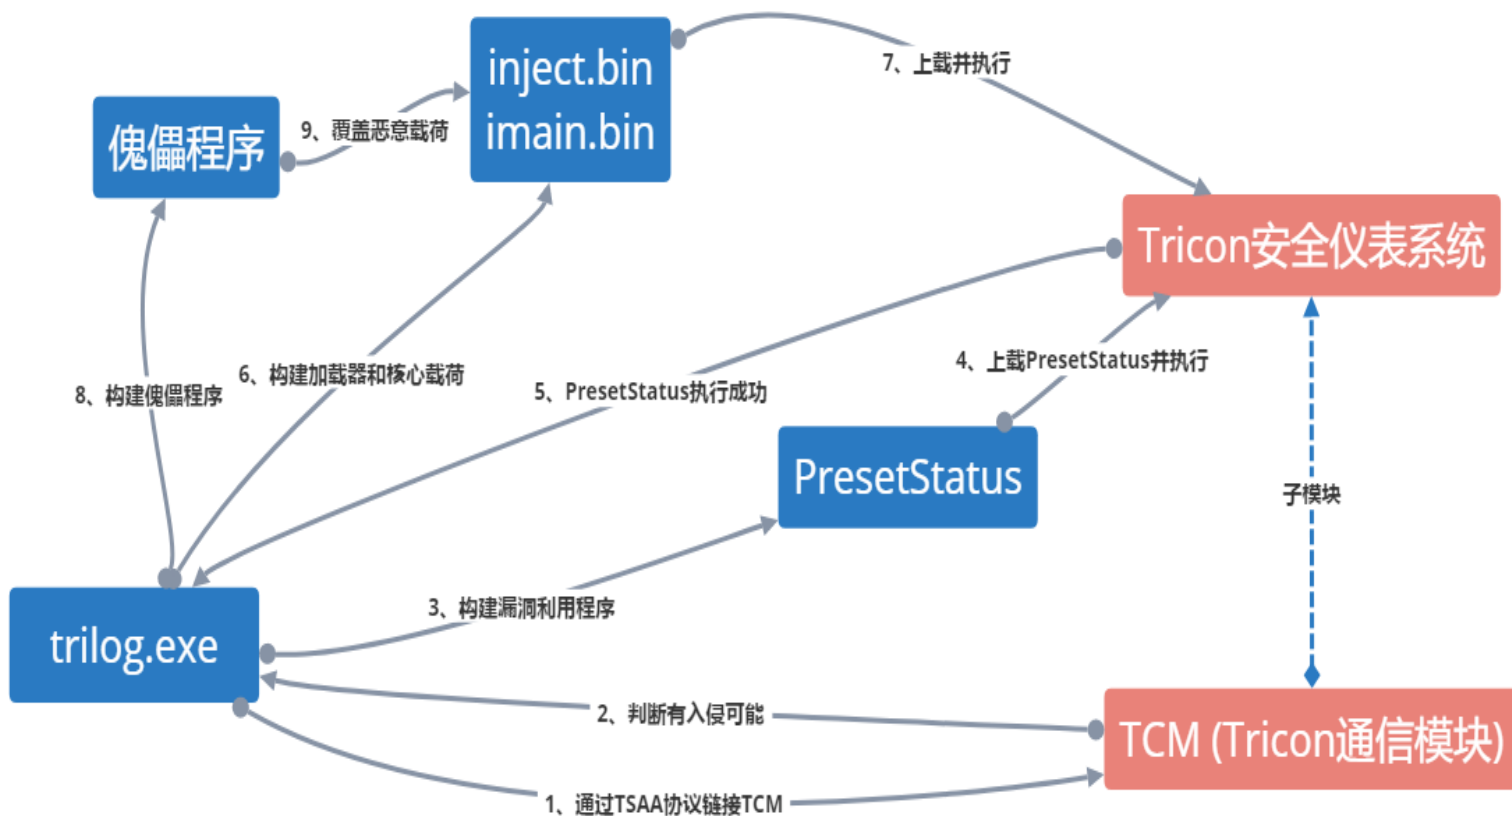 inject.bin
imain.bin
7、上载并执行
傀儡程序
9、覆盖恶意载荷
Tricon安全仪表系统
8、构建傀儡程序
6、构建加载器和核心载荷
5、PresetStatus执行成功
4、上载PresetStatus并执行
PresetStatus
子模块
3、构建漏洞利用程序
trilog.exe
2、判断有入侵可能
TCM (Tricon通信模块)
1、通过TSAA协议链接TCM